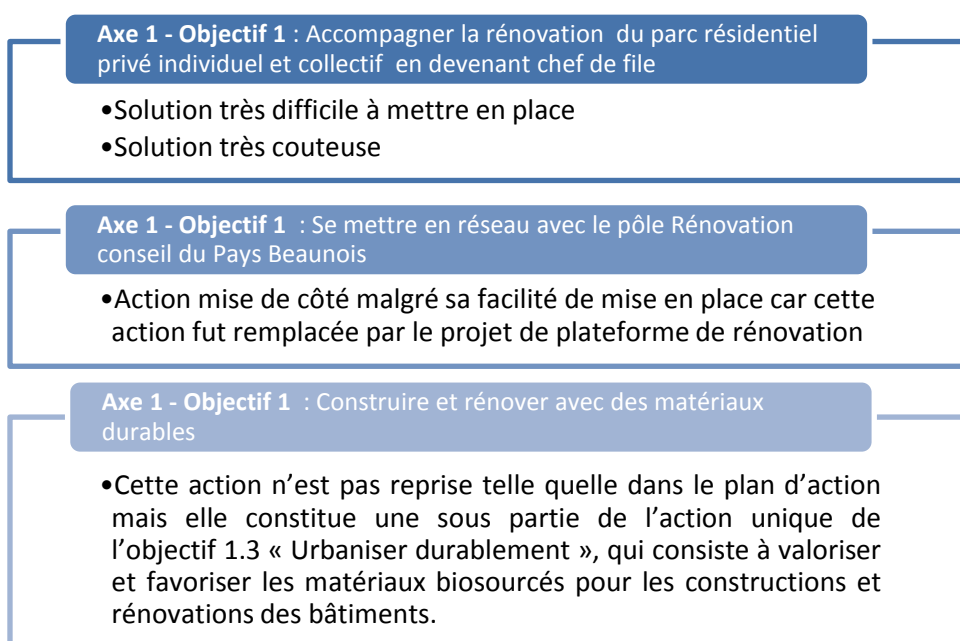 Axe 1 - Objectif 1 : Accompagner la rénovation du parc résidentiel
privé individuel et collectif en devenant chef de file
•Solution très difficile à mettre en place
•Solution très couteuse
Axe 1 - Objectif 1 : Se mettre en réseau avec le pôle Rénovation
conseil du Pays Beaunois
•Action mise de côté malgré sa facilité de mise en place car cette
action fut remplacée par le projet de plateforme de rénovation
Axe 1 - Objectif 1 : Construire et rénover avec des matériaux
durables
•Cette action n’est pas reprise telle quelle dans le plan d’action
mais elle constitue une sous partie de l’action unique de
l’objectif 1.3 « Urbaniser durablement », qui consiste à valoriser
et favoriser les matériaux biosourcés pour les constructions et
rénovations des bâtiments.